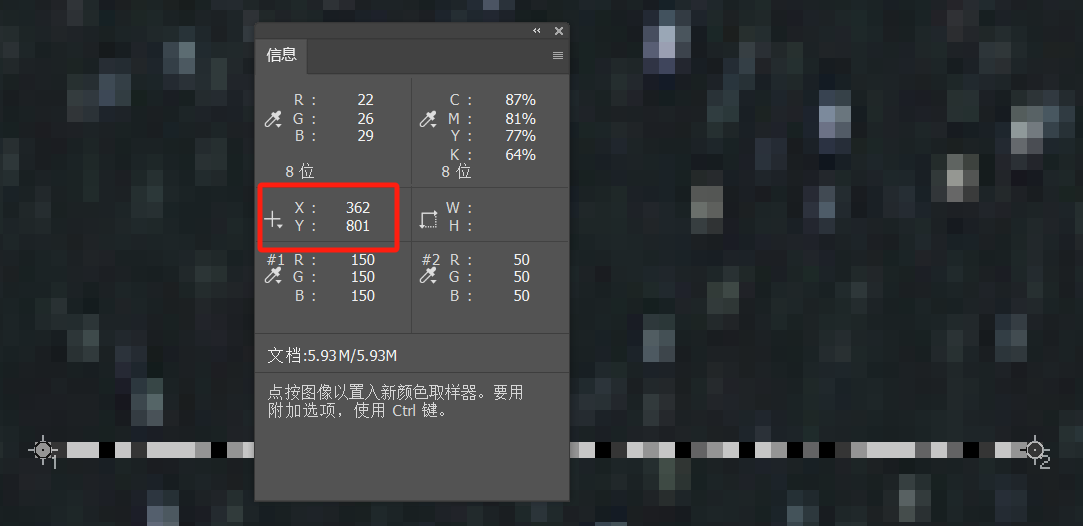 信息
R : 22 C : 87%
G : 26 M : 81%
B : 29 Y : 77%
K : 64%
8 位 8 位
X : 362 W :
Y : 801 H :
#1 R : 150 #2 R : 50
G : 150 G : 50
B : 150 B : 50
文档:5.93M/5.93M
点按图像以置入新颜色取样器。要用
附加选项，使用 Ctrl 键。
1 2